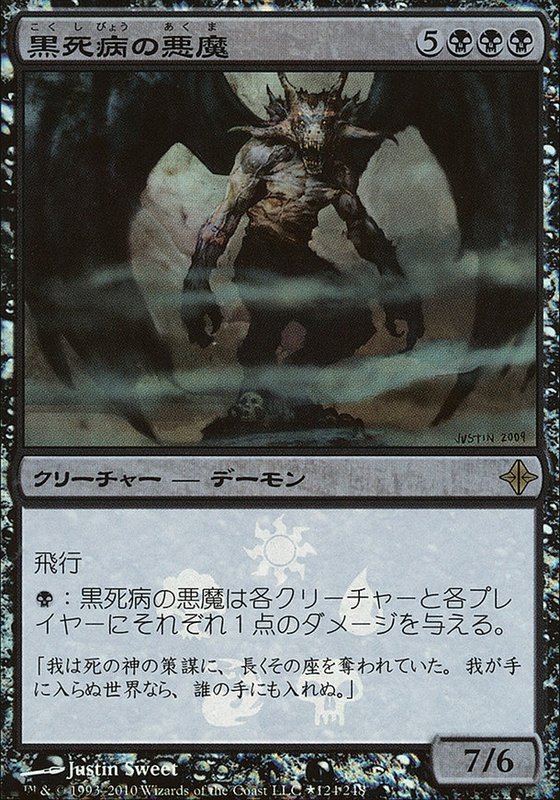 こくしびょう あくま
黒死病の悪魔 5
JUSTIN 2009
クリーチャー — デーモン
飛行
：黒死病の悪魔は各クリーチャーと各プレ
イヤーにそれぞれ1点のダメージを与える。
「我は死の神の策謀に、長くその座を奪われていた。我が手
に入らぬ世界なら、誰の手にも入れぬ。」
7/6
Justin Sweet
™ & © 1993–2010 Wizards of the Coast LLC ★124/248